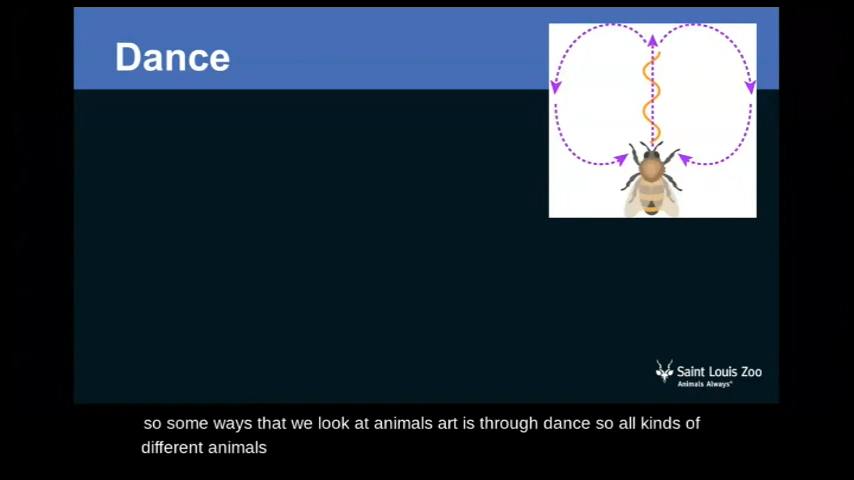 Dance
Saint Louis Zoo
Animals Always®
so some ways that we look at animals art is through dance so all kinds of
different animals